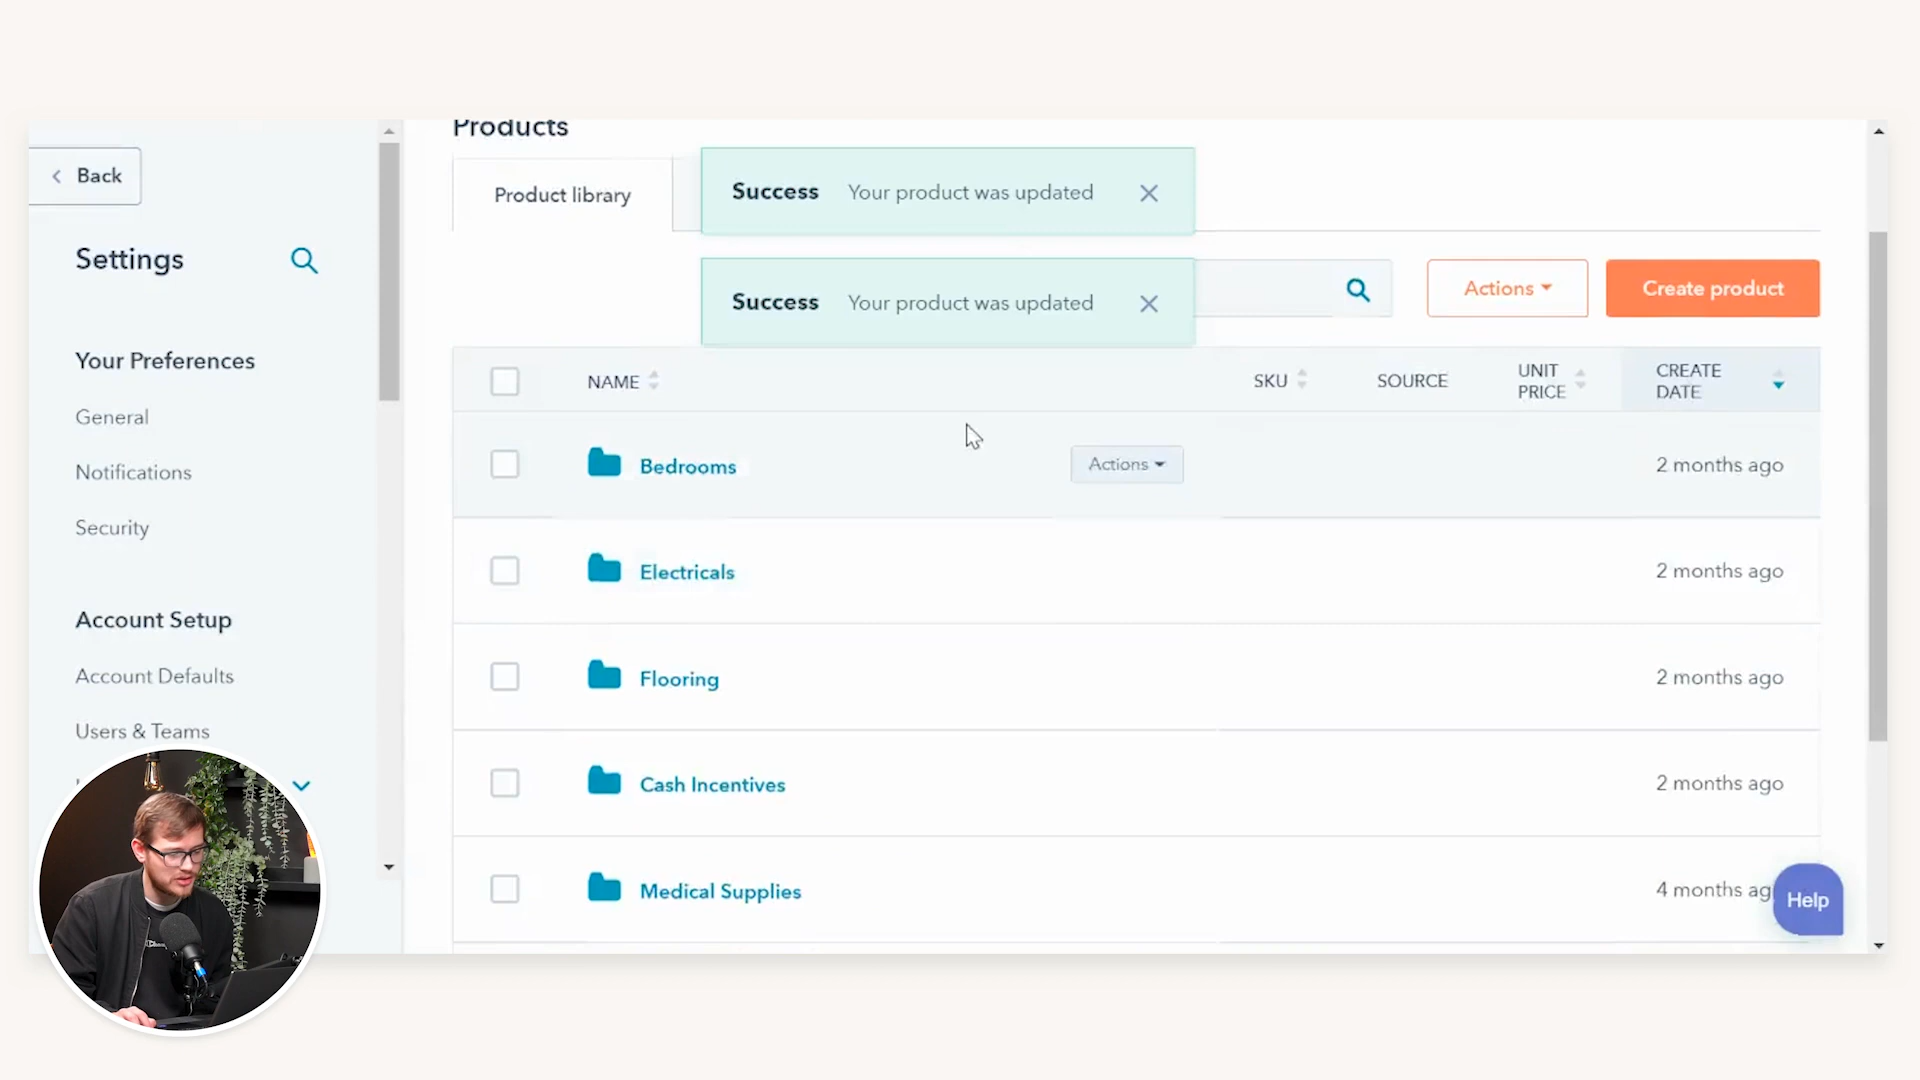 Products
Back
Product library
Success Your product was updated
Settings
Success Your product was updated
Actions
Create product
Your Preferences
General
Notifications
Security
Account Setup
Account Defaults
Users & Teams
NAME
SKU
SOURCE
UNIT
PRICE
CREATE
DATE
Bedrooms
Actions
2 months ago
Electricals
2 months ago
Flooring
2 months ago
Cash Incentives
2 months ago
Medical Supplies
4 months ag
Help